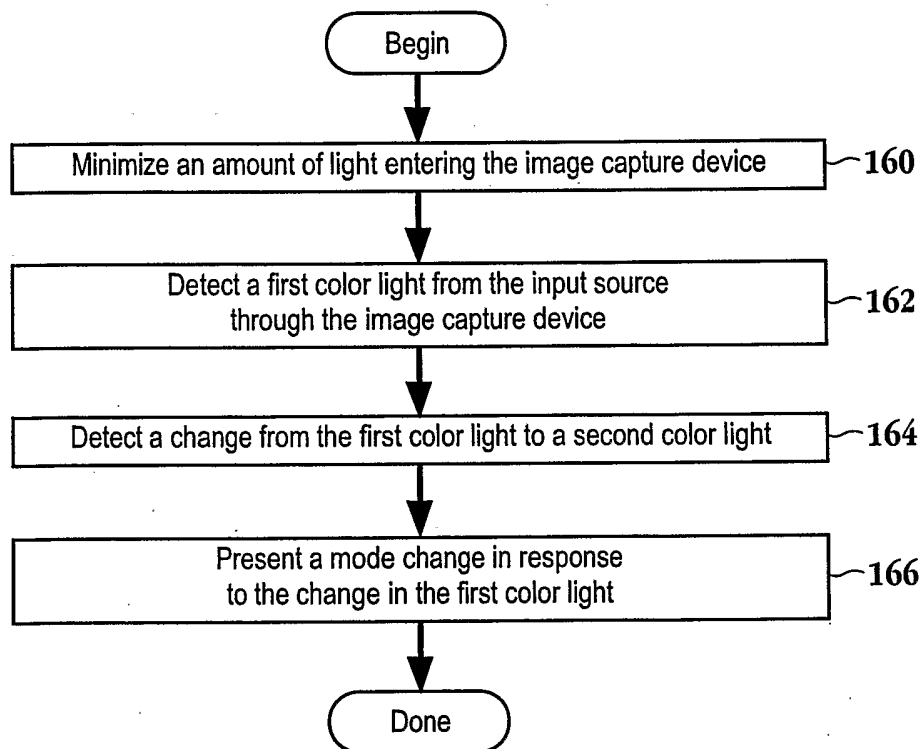 Begin
Minimize an amount of light entering the image capture device
160
Detect a first color light from the input source
through the image capture device
162
Detect a change from the first color light to a second color light
164
Present a mode change in response
to the change in the first color light
166
Done